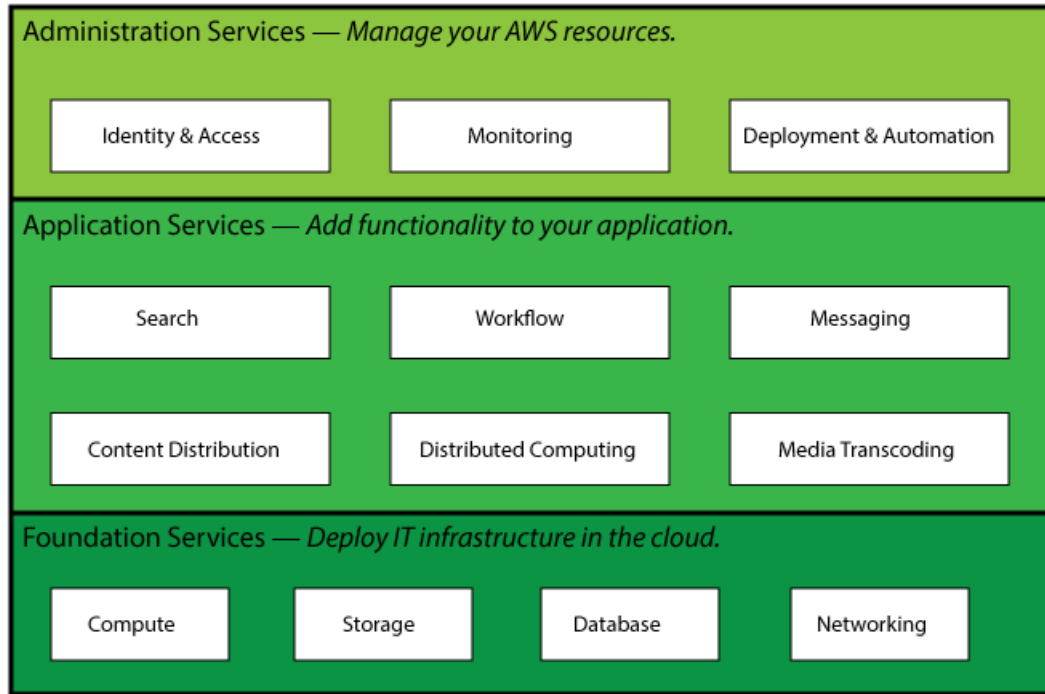 Administration Services — Manage your AWS resources.
Identity & Access
Monitoring
Deployment & Automation
Application Services — Add functionality to your application.
Search
Workflow
Messaging
Content Distribution
Distributed Computing
Media Transcoding
Foundation Services — Deploy IT infrastructure in the cloud.
Compute
Storage
Database
Networking